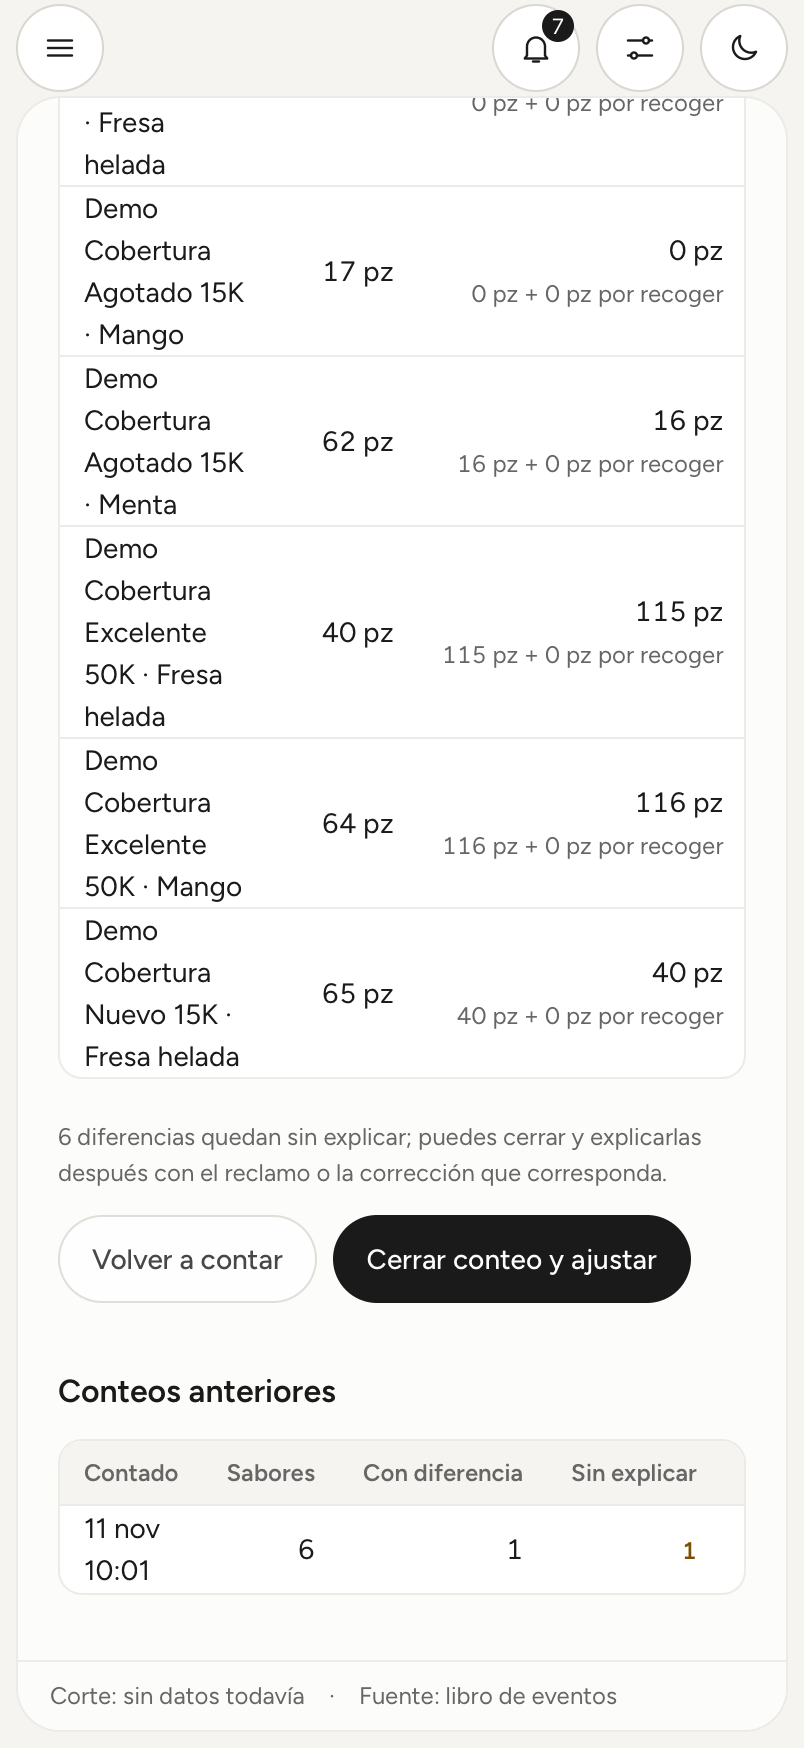 7
0 pz + 0 pz por recoger
· Fresa
helada
Demo
Cobertura
Agotado 15K
· Mango
17 pz
0 pz
0 pz + 0 pz por recoger
Demo
Cobertura
Agotado 15K
· Menta
62 pz
16 pz
16 pz + 0 pz por recoger
Demo
Cobertura
Excelente
50K · Fresa
helada
40 pz
115 pz
115 pz + 0 pz por recoger
Demo
Cobertura
Excelente
50K · Mango
64 pz
116 pz
116 pz + 0 pz por recoger
Demo
Cobertura
Nuevo 15K ·
Fresa helada
65 pz
40 pz
40 pz + 0 pz por recoger
6 diferencias quedan sin explicar; puedes cerrar y explicarlas
después con el reclamo o la corrección que corresponda.
Volver a contar
Cerrar conteo y ajustar
Conteos anteriores
Contado Sabores Con diferencia Sin explicar
11 nov
10:01
6 1 1
Corte: sin datos todavía · Fuente: libro de eventos